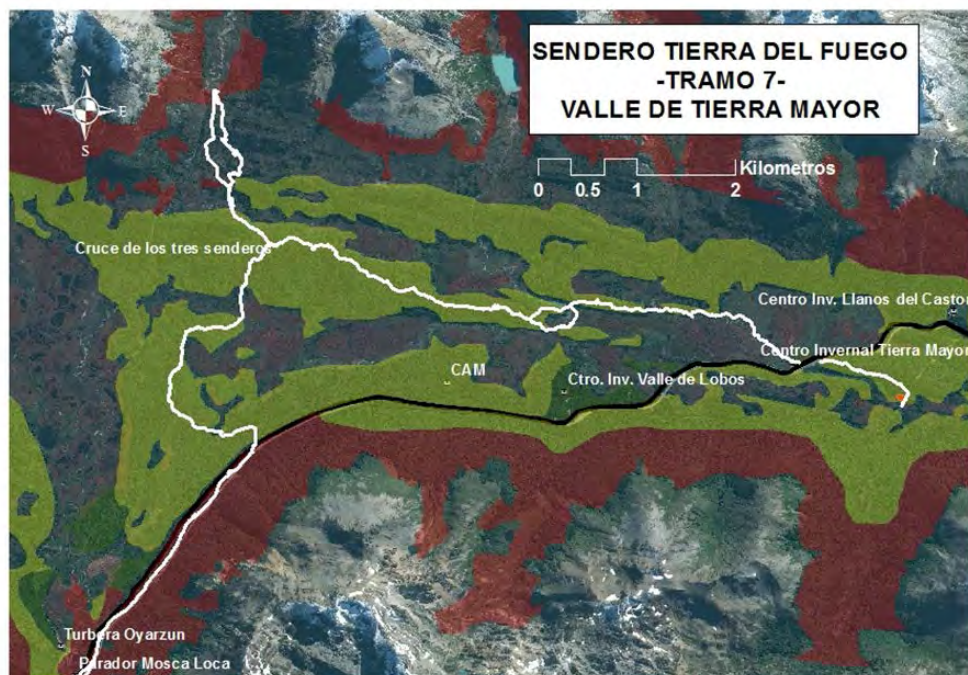 SENDERO TIERRA DEL FUEGO
-TRAMO 7-
VALLE DE TIERRA MAYOR
N
W E
S
Kilometros
0 0.5 1 2
Cruce de los tres senderos
Centro Inv. Llanos del Castor
Centro Invernal Tierra Mayor
CAM
Ctro. Inv. Valle de Lobos
Turbera Oyarzun
Parador Mosca Loca